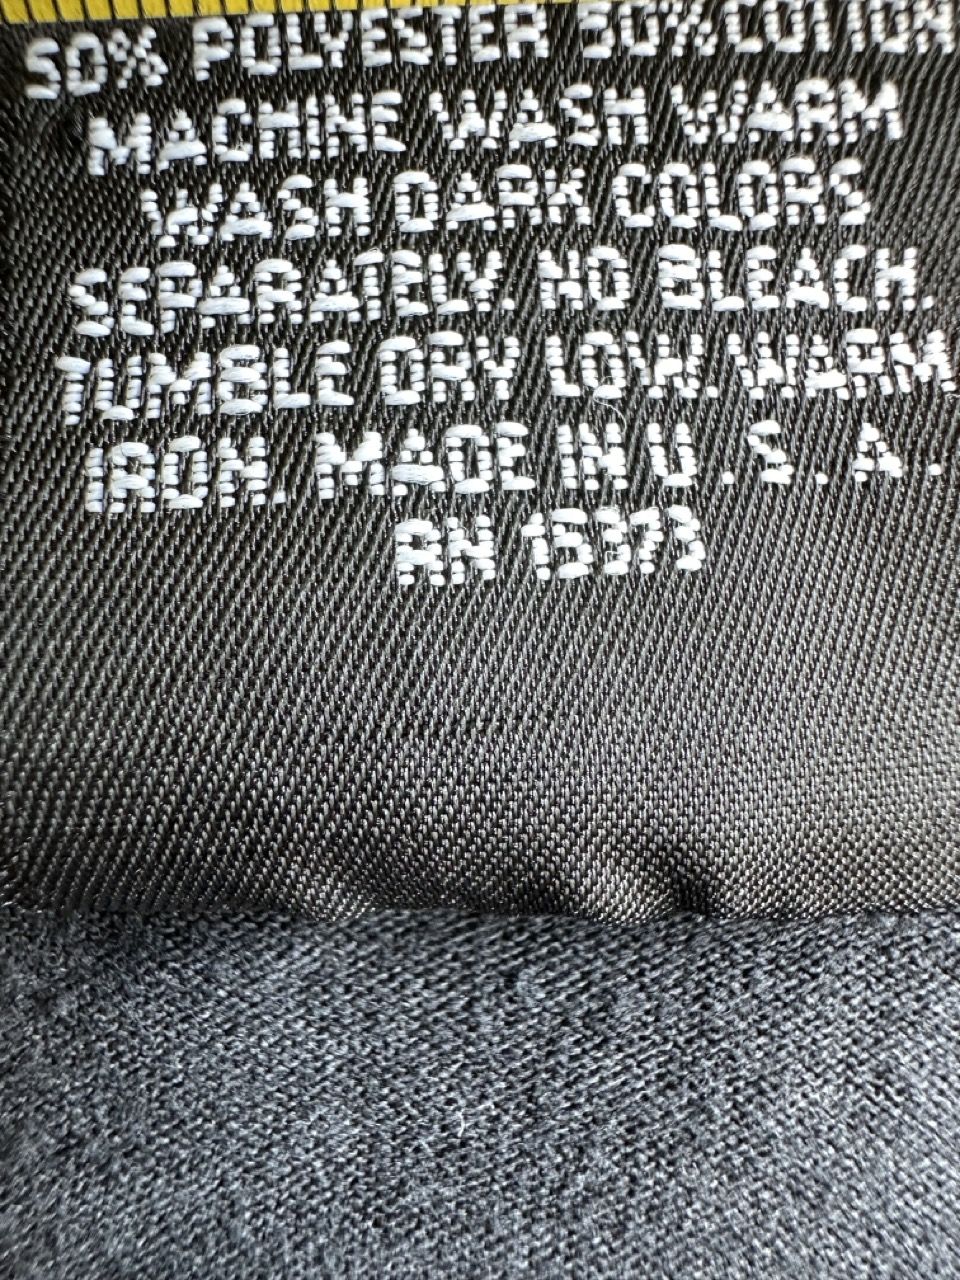 50% POLYESTER 50% COTTON
MACHINE WASH WARM
WASH DARK COLORS
SEPARATELY. NO BLEACH.
TUMBLE DRY LOW. WARM
IRON. MADE IN U.S.A.
RN 15373